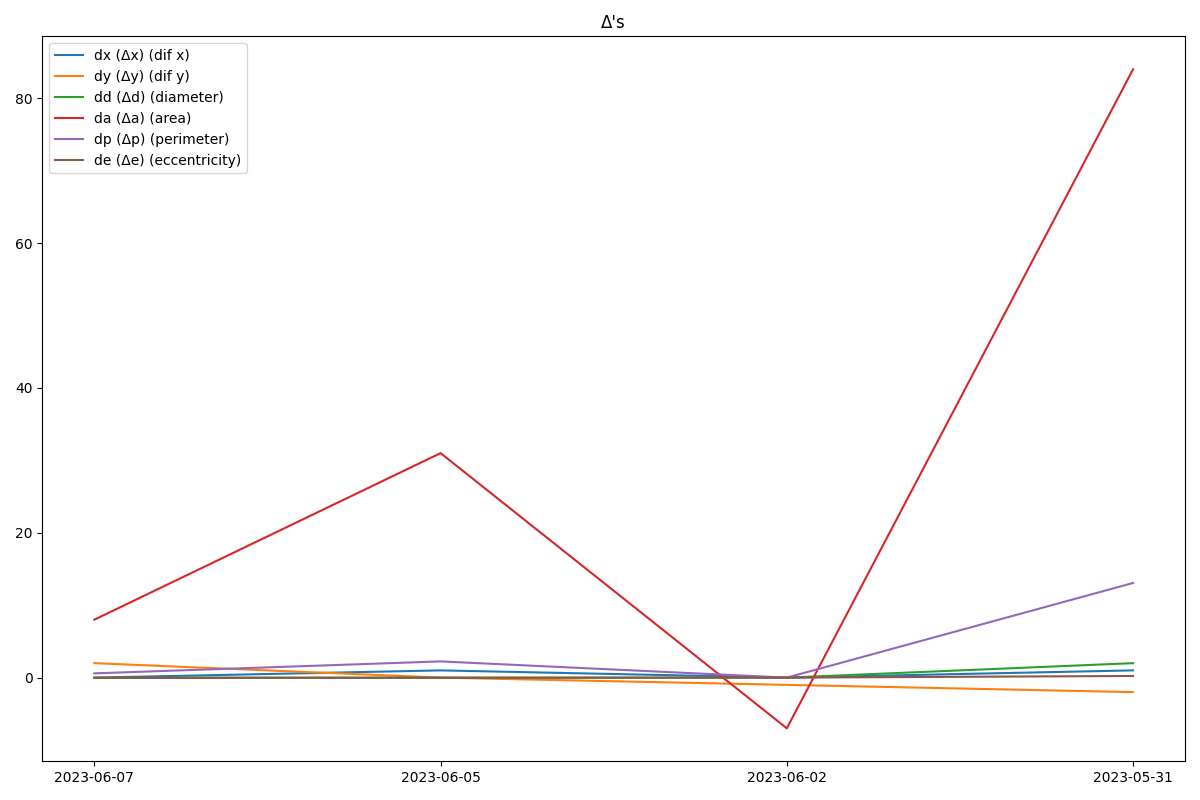 Δ's
dx (Δx) (dif x)
dy (Δy) (dif y)
dd (Δd) (diameter)
da (Δa) (area)
dp (Δp) (perimeter)
de (Δe) (eccentricity)
80
60
40
20
0
2023-06-07 2023-06-05 2023-06-02 2023-05-31